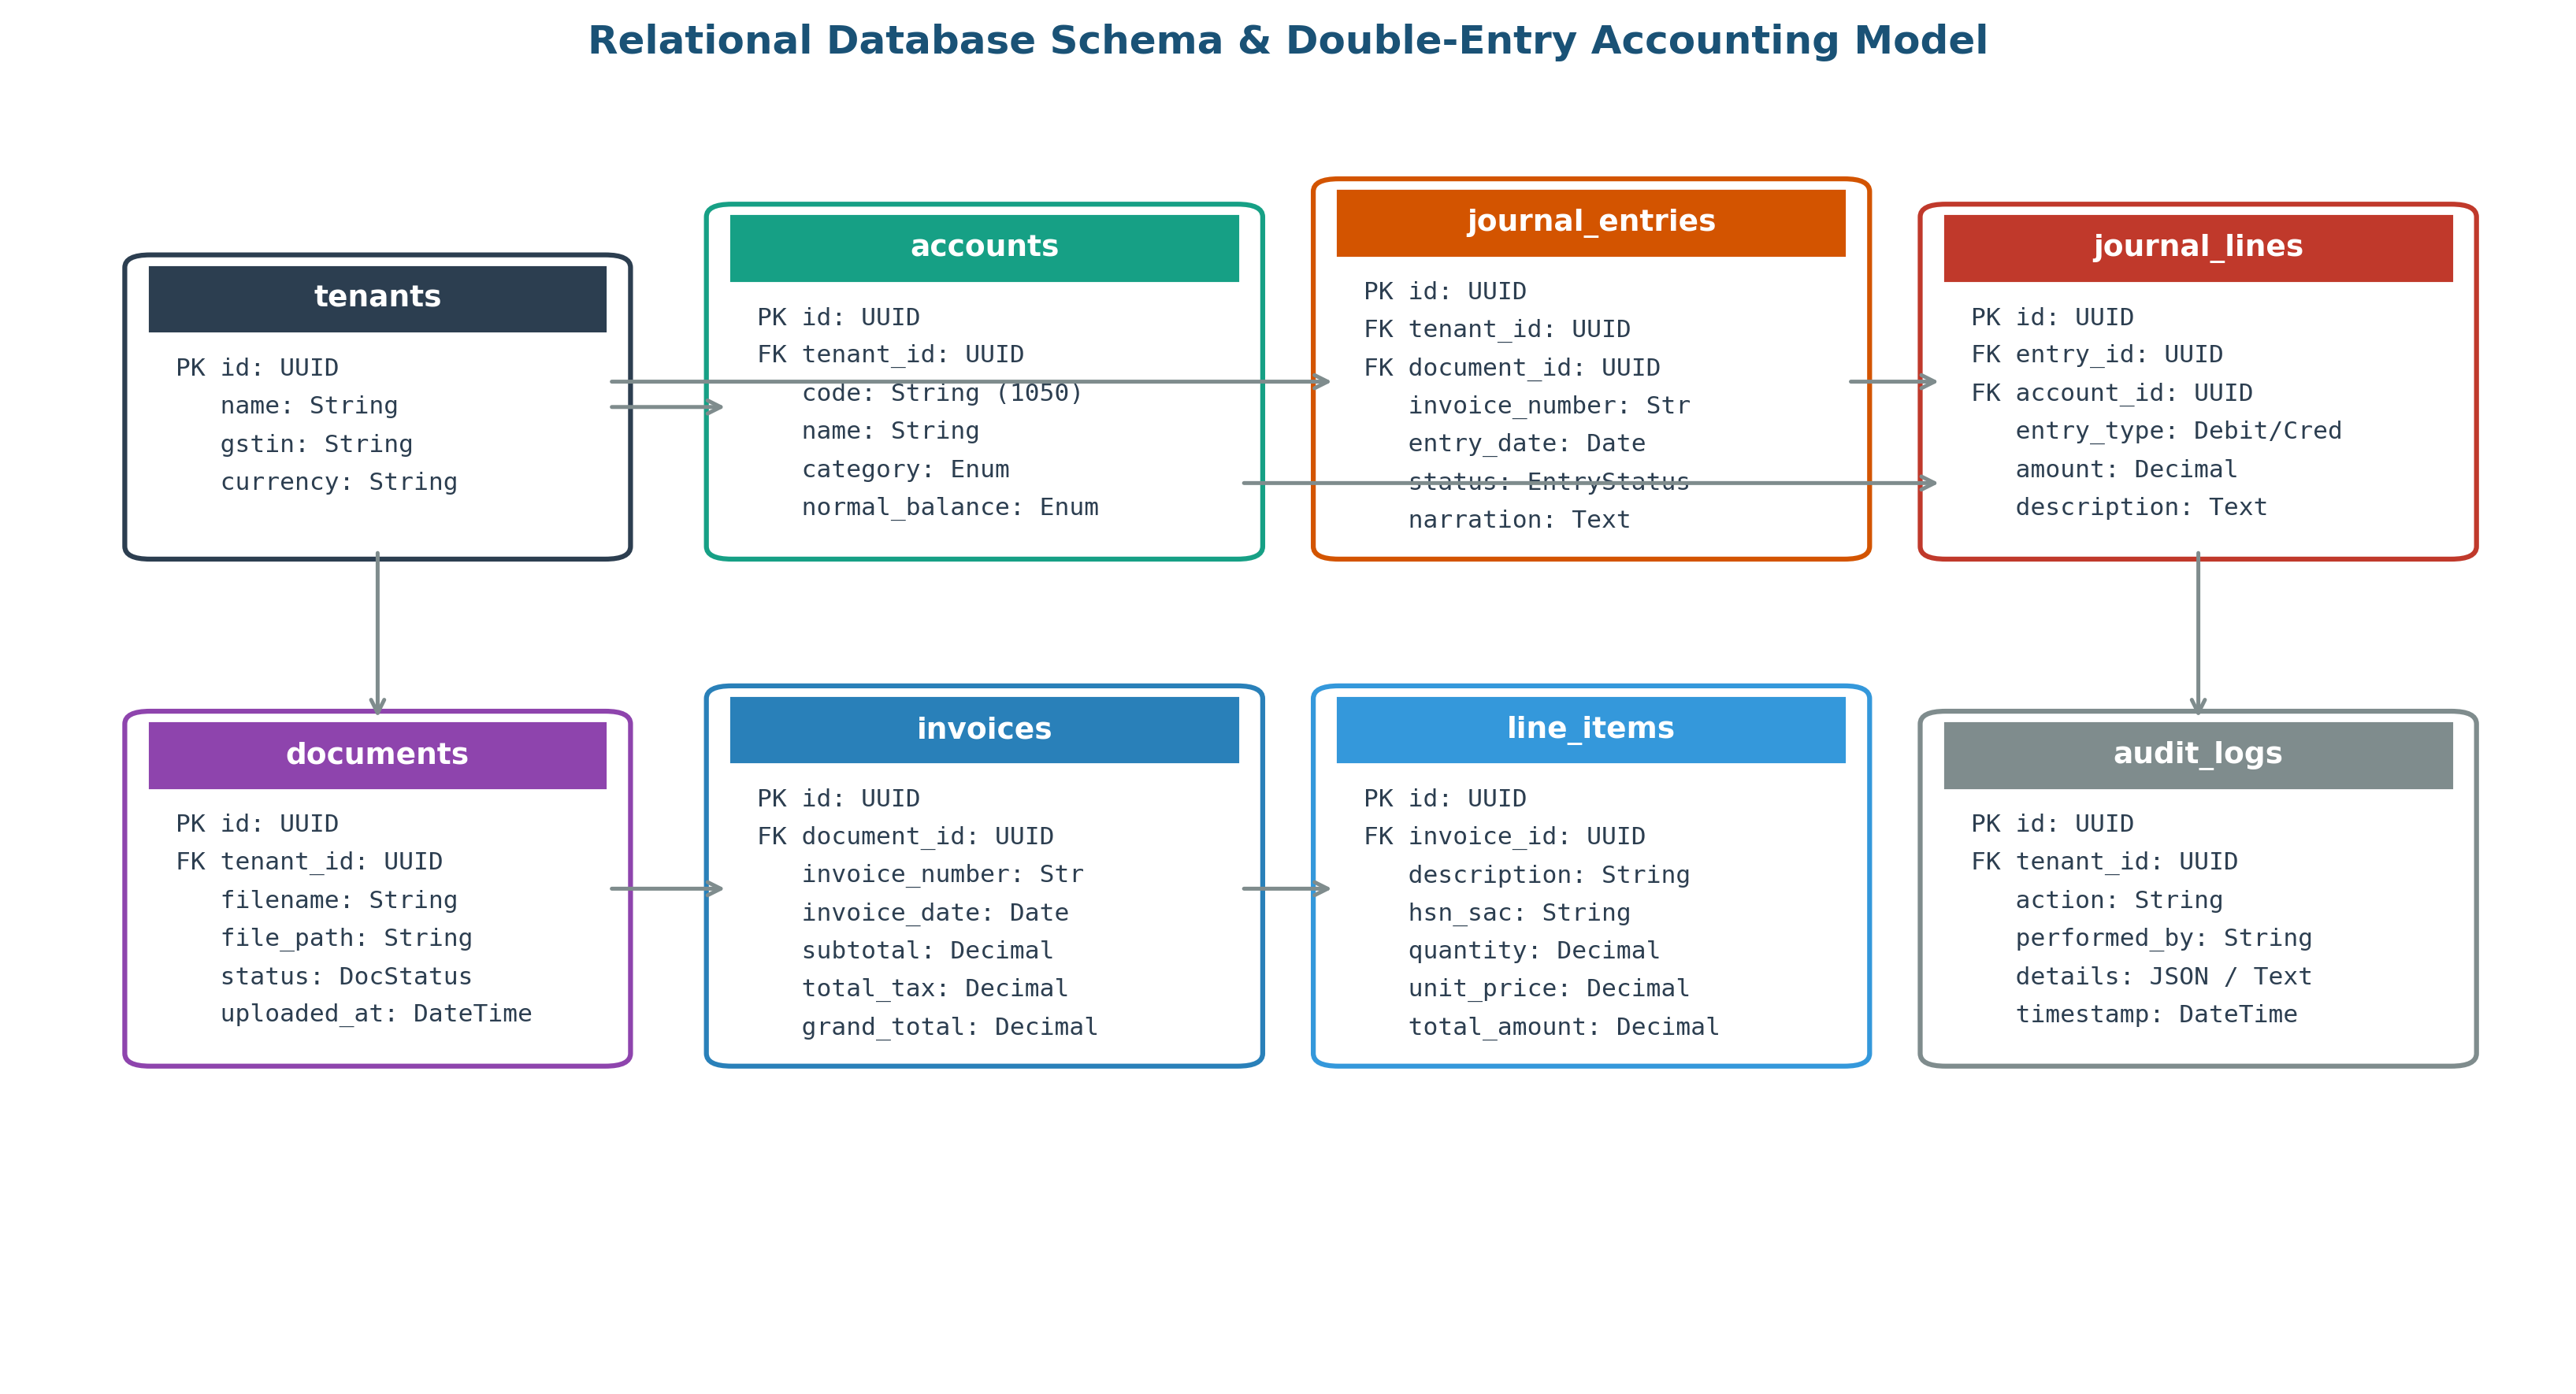 Relational Database Schema & Double-Entry Accounting Model
tenants
PK id: UUID
name: String
gstin: String
currency: String
accounts
PK id: UUID
FK tenant_id: UUID
code: String (1050)
name: String
category: Enum
normal_balance: Enum
journal_entries
PK id: UUID
FK tenant_id: UUID
FK document_id: UUID
invoice_number: Str
entry_date: Date
status: EntryStatus
narration: Text
journal_lines
PK id: UUID
FK entry_id: UUID
FK account_id: UUID
entry_type: Debit/Cred
amount: Decimal
description: Text
documents
PK id: UUID
FK tenant_id: UUID
filename: String
file_path: String
status: DocStatus
uploaded_at: DateTime
invoices
PK id: UUID
FK document_id: UUID
invoice_number: Str
invoice_date: Date
subtotal: Decimal
total_tax: Decimal
grand_total: Decimal
line_items
PK id: UUID
FK invoice_id: UUID
description: String
hsn_sac: String
quantity: Decimal
unit_price: Decimal
total_amount: Decimal
audit_logs
PK id: UUID
FK tenant_id: UUID
action: String
performed_by: String
details: JSON / Text
timestamp: DateTime